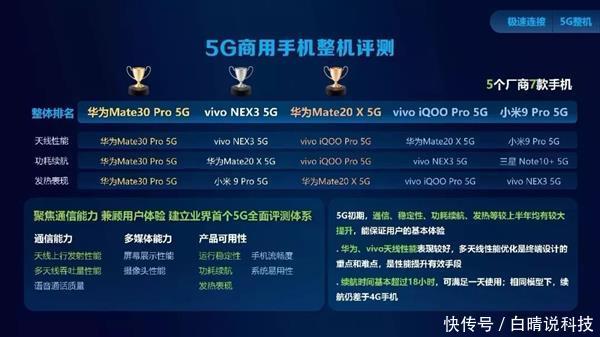 极速连接 | 5G整机
5G商用手机整机评测
5个厂商7款手机
整体排名 华为Mate30 Pro 5G vivo NEX3 5G 华为Mate20 X 5G vivo iQOO Pro 5G 小米9 Pro 5G
天线性能 华为Mate30 Pro 5G vivo NEX3 5G vivo iQOO Pro 5G 华为Mate20 X 5G 小米9 Pro 5G
功耗续航 华为Mate30 Pro 5G 华为Mate20 X 5G vivo iQOO Pro 5G 小米9 Pro 5G 三星 Note10+ 5G
发热表现 华为Mate30 Pro 5G 小米 9 Pro 5G 华为Mate20 X 5G vivo iQOO Pro 5G vivo NEX3 5G
聚焦通信能力 兼顾用户体验 建立业界首个5G全面评测体系
通信能力 多媒体能力 产品可用性
天线上行发射性能 屏幕展示性能 运行稳定性 手机流畅度
多天线吞吐量性能 摄像头性能 功耗续航 系统易用性
语音通话质量 发热表现
5G初期，通信、稳定性、功耗续航、发热等较上半年均有较大
提升，能保证用户的基本体验
. 华为、vivo天线性能表现较好，多天线性能优化是终端设计的
重点和难点，是性能提升有效手段
. 续航时间基本超过18小时，可满足一天使用；相同模型下，续
航仍差于4G手机
快传号 / 白晴说科技